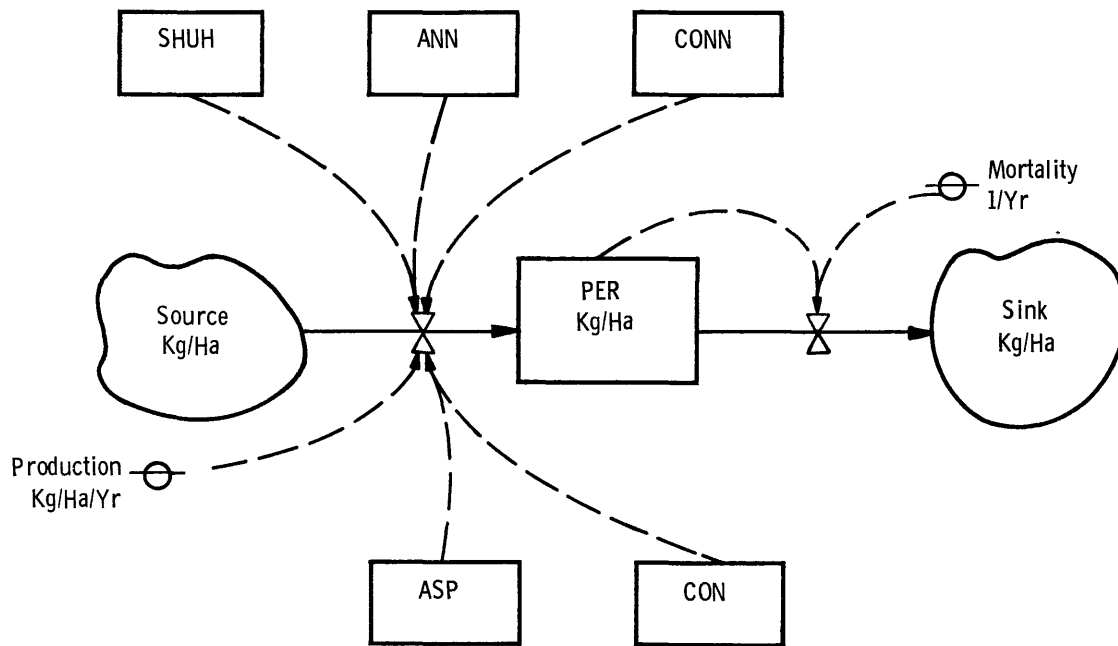 SHUH
ANN
CONN
Mortality
1/Yr
Source
Kg/Ha
PER
Kg/Ha
Sink
Kg/Ha
Production
Kg/Ha/Yr
ASP
CON